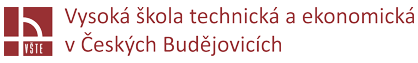 VŠTE
Vysoká škola technická a ekonomická
v Českých Budějovicích